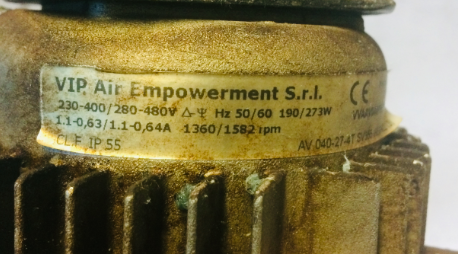 VIP Air Empowerment S.r.l. CE
230-400/280-480V Δ-Y Hz 50/60 190/273W
1.1-0,63/1.1-0,64A 1360/1582 rpm
CL.F IP 55 AV 040-27-4T